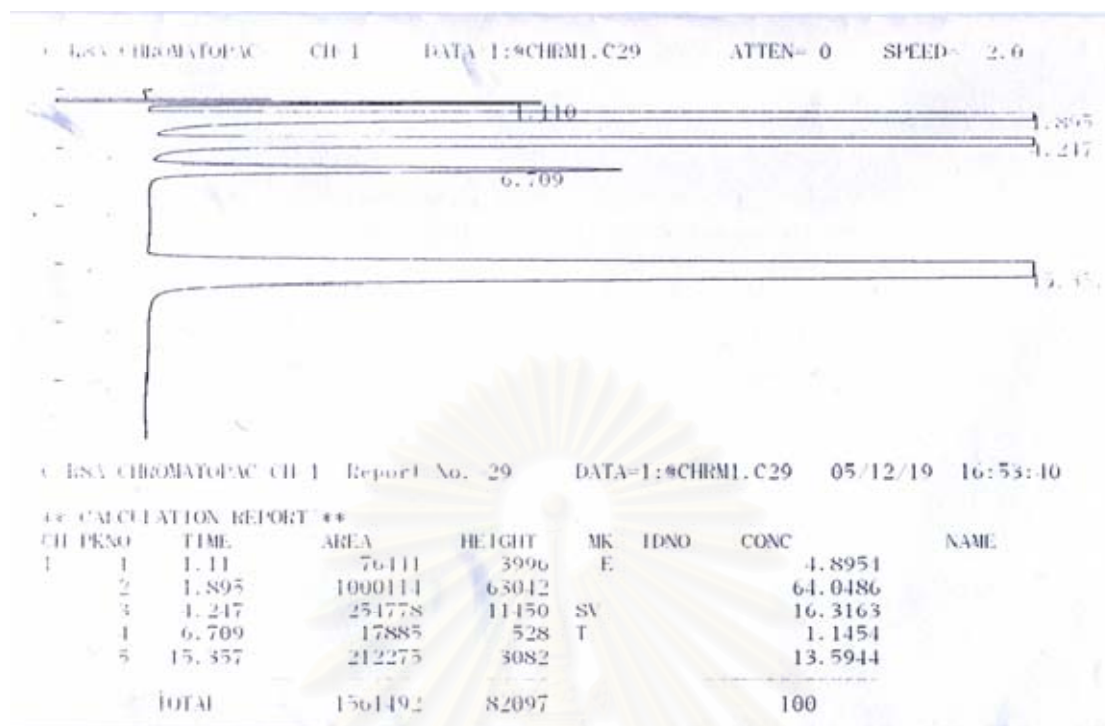 CHROMATOPAC CH=1 DATA=1:@CHRM1.C29 ATTEN= 0 SPEED= 2.0
1.110
1.895
4.247
6.709
CHROMATOPAC CH=1 Report No.=29 DATA=1:@CHRM1.C29 05/12/19 16:53:40
** CALCULATION REPORT **
CH PKNO TIME AREA HEIGHT MK IDNO CONC NAME
1 1 1.11 76441 3996 E 4.8954
2 1.895 1000114 63042 64.0486
3 4.247 254778 11450 SV 16.3163
4 6.709 17885 528 T 1.1454
5 15.357 212275 3082 13.5944
TOTAL 1561492 82097 100